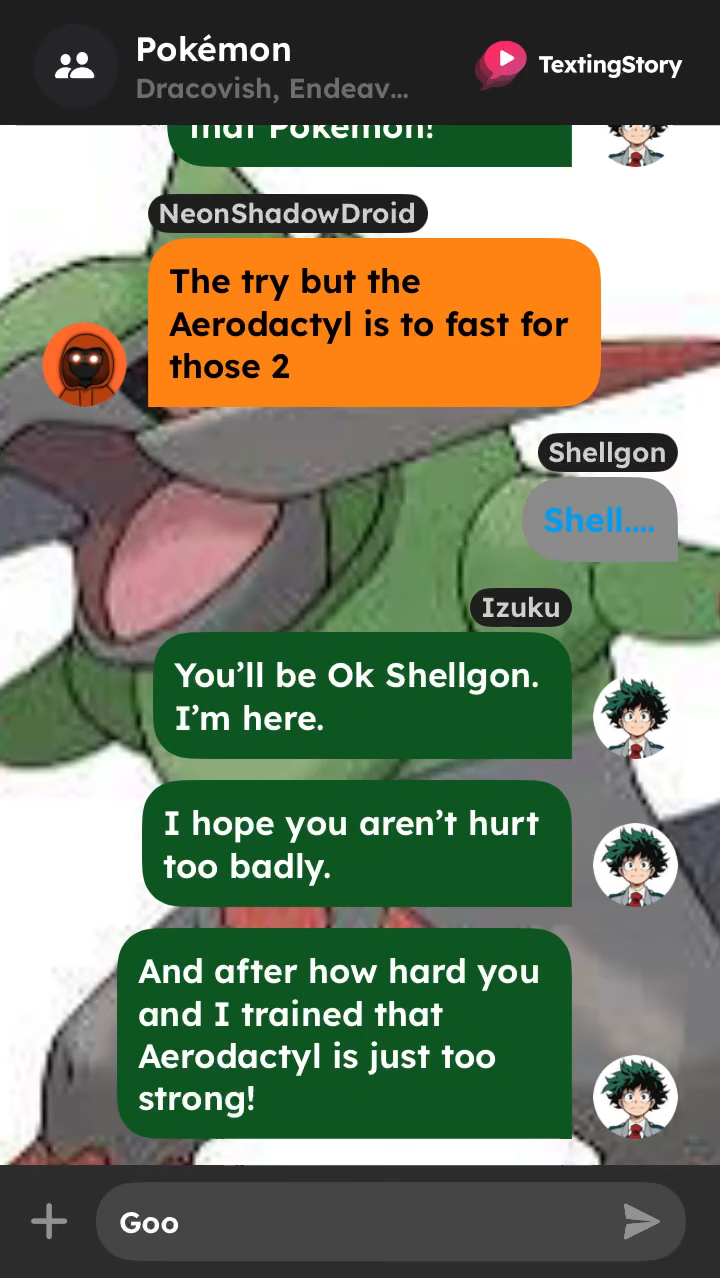 Pokémon
Dracovish, Endeav...
TextingStory
that Pokémon!
NeonShadowDroid
The try but the
Aerodactyl is to fast for
those 2
Shellgon
Shell....
Izuku
You’ll be Ok Shellgon.
I’m here.
I hope you aren’t hurt
too badly.
And after how hard you
and I trained that
Aerodactyl is just too
strong!
Goo